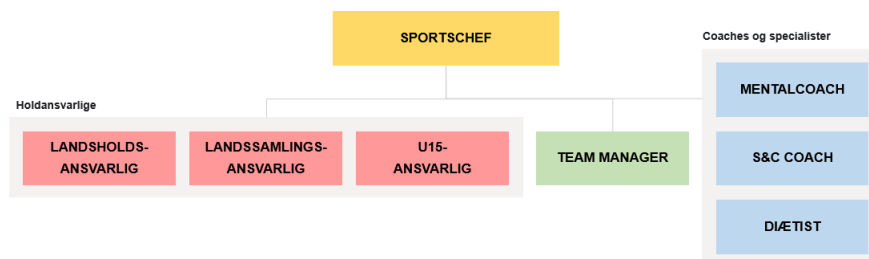 SPORTSCHEF
Coaches og specialister
MENTALCOACH
Holdansvarlige
LANDSHOLDS-
ANSVARLIG
LANDSSAMLINGS-
ANSVARLIG
U15-
ANSVARLIG
TEAM MANAGER
S&C COACH
DIÆTIST